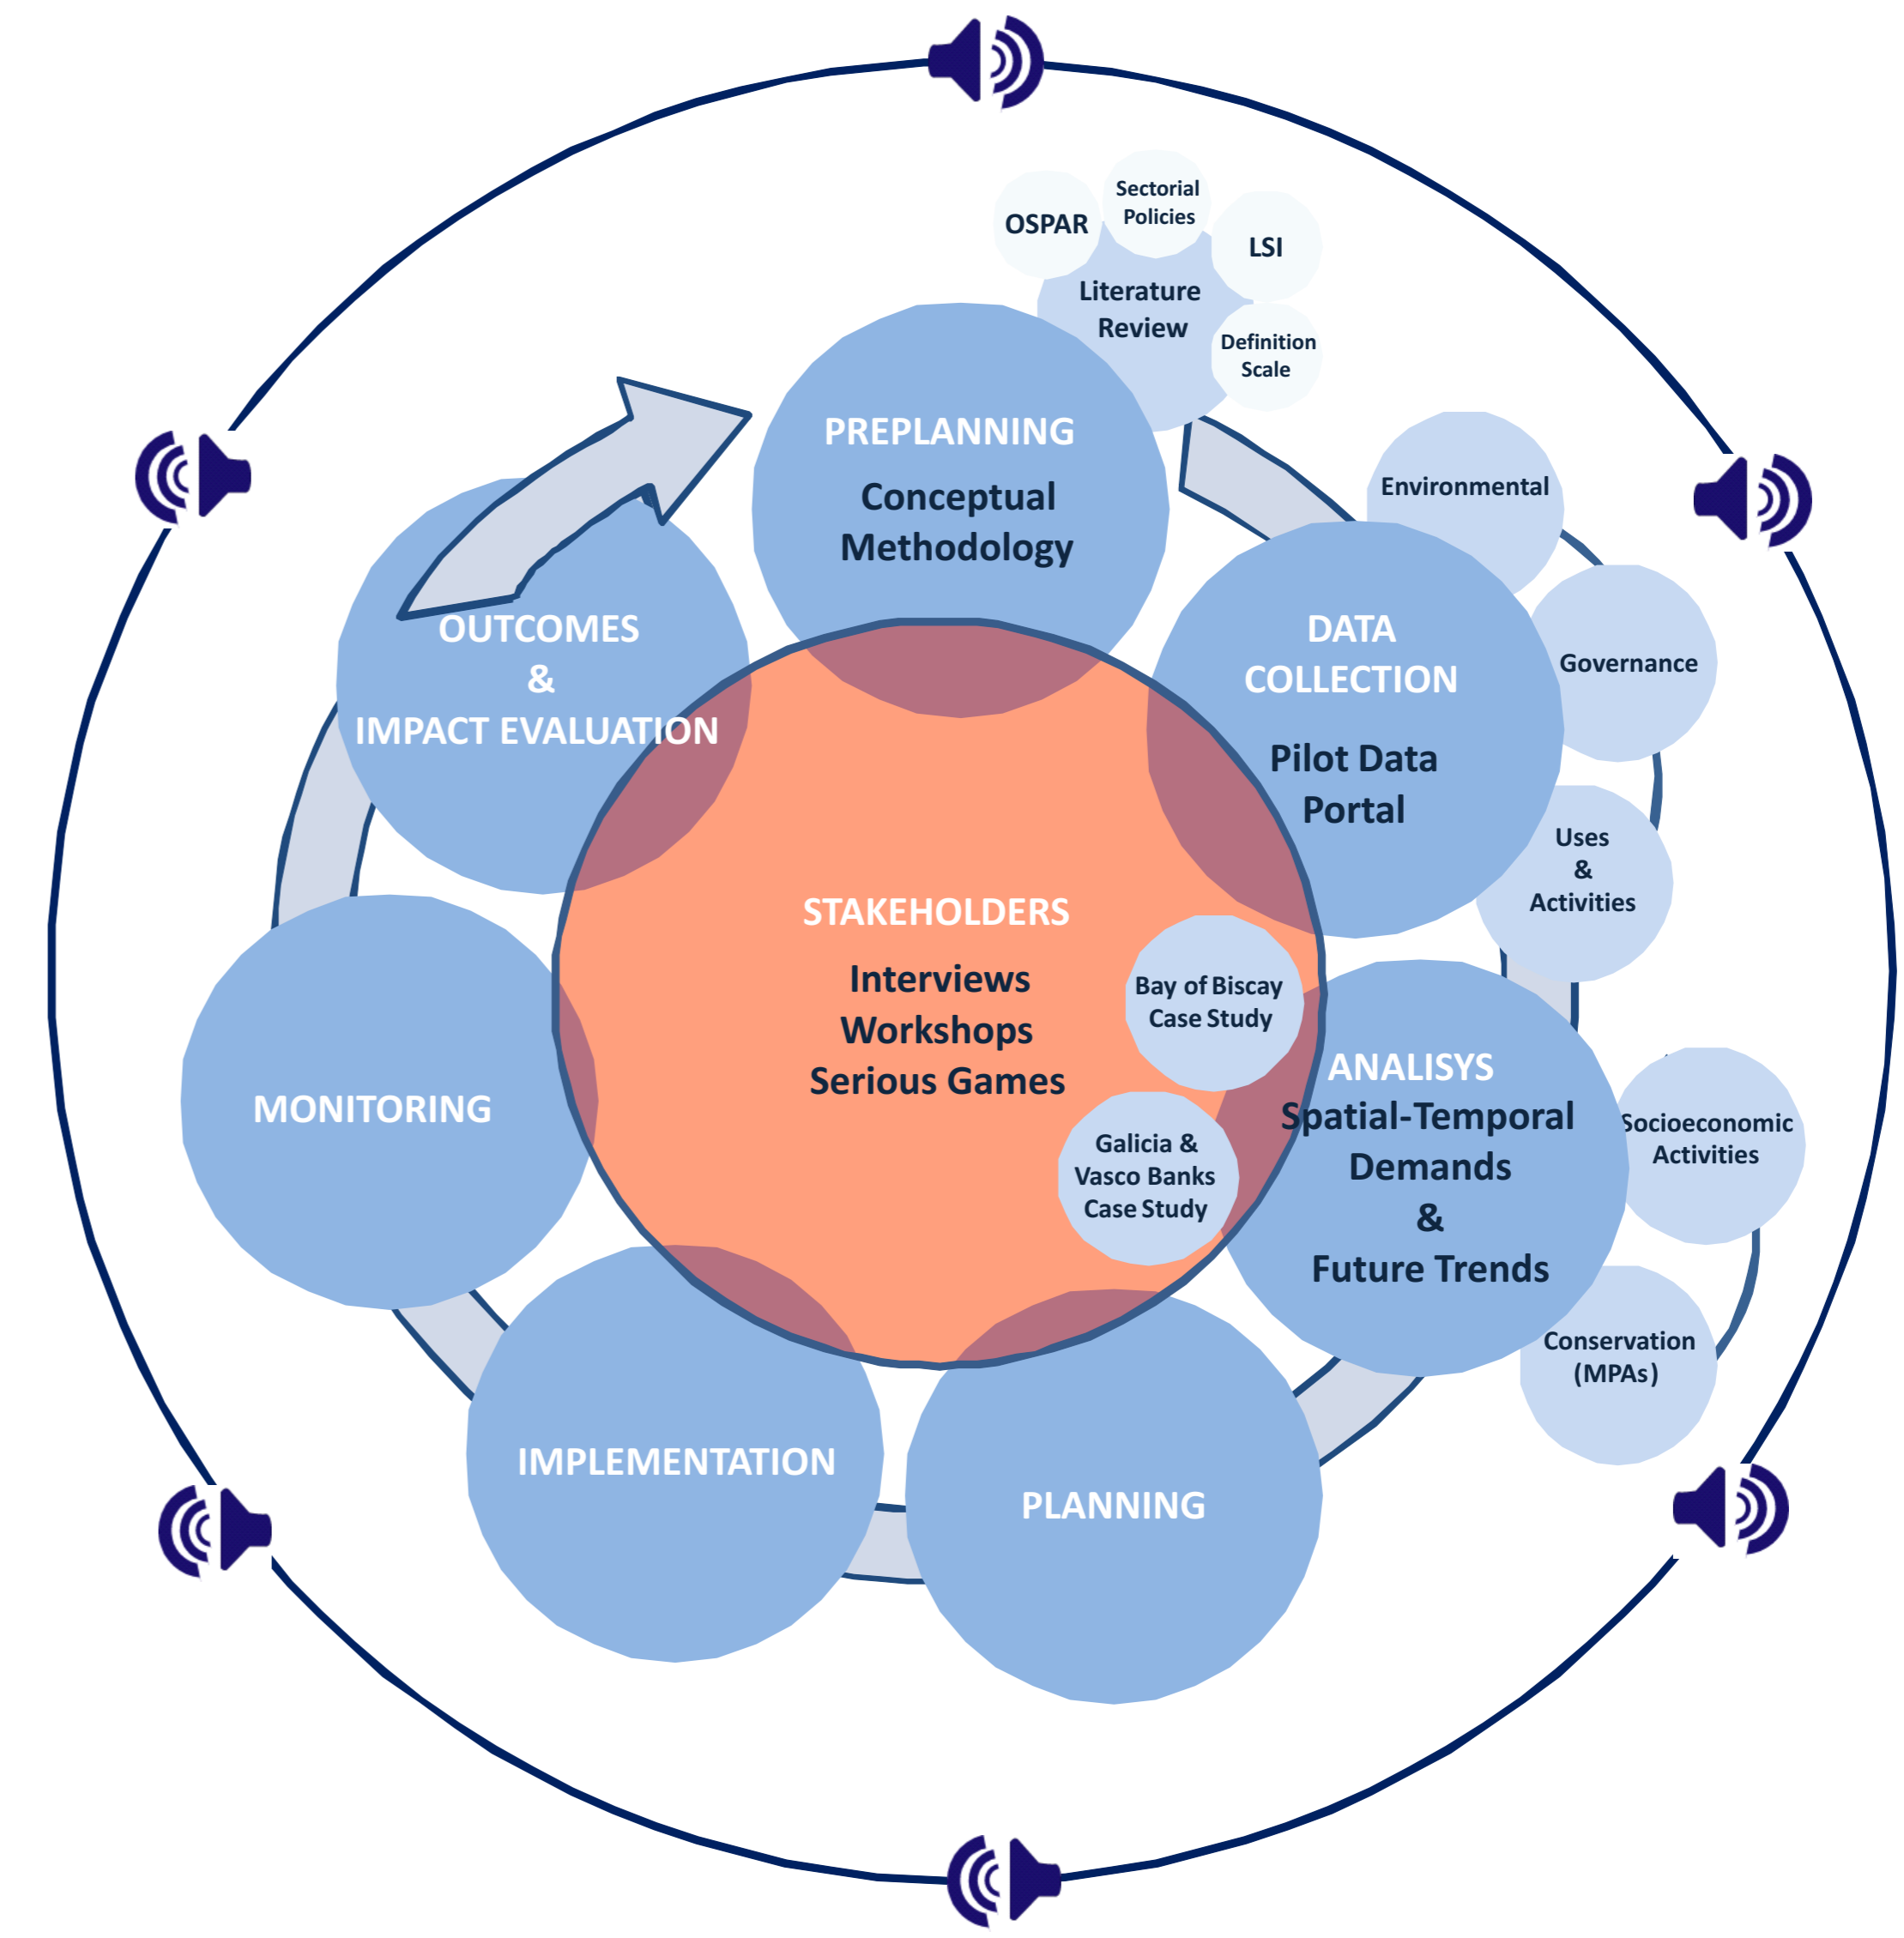 OSPAR
Sectorial
Policies
LSI
Literature
Review
Definition
Scale
PREPLANNING
Conceptual
Methodology
Environmental
DATA
COLLECTION
Pilot Data
Portal
Governance
Uses
&
Activities
OUTCOMES
&
IMPACT EVALUATION
STAKEHOLDERS
Interviews
Workshops
Serious Games
Bay of Biscay
Case Study
Galicia &
Vasco Banks
Case Study
ANALISYS
Spatial-Temporal
Demands
&
Future Trends
Socioeconomic
Activities
Conservation
(MPAs)
MONITORING
IMPLEMENTATION
PLANNING